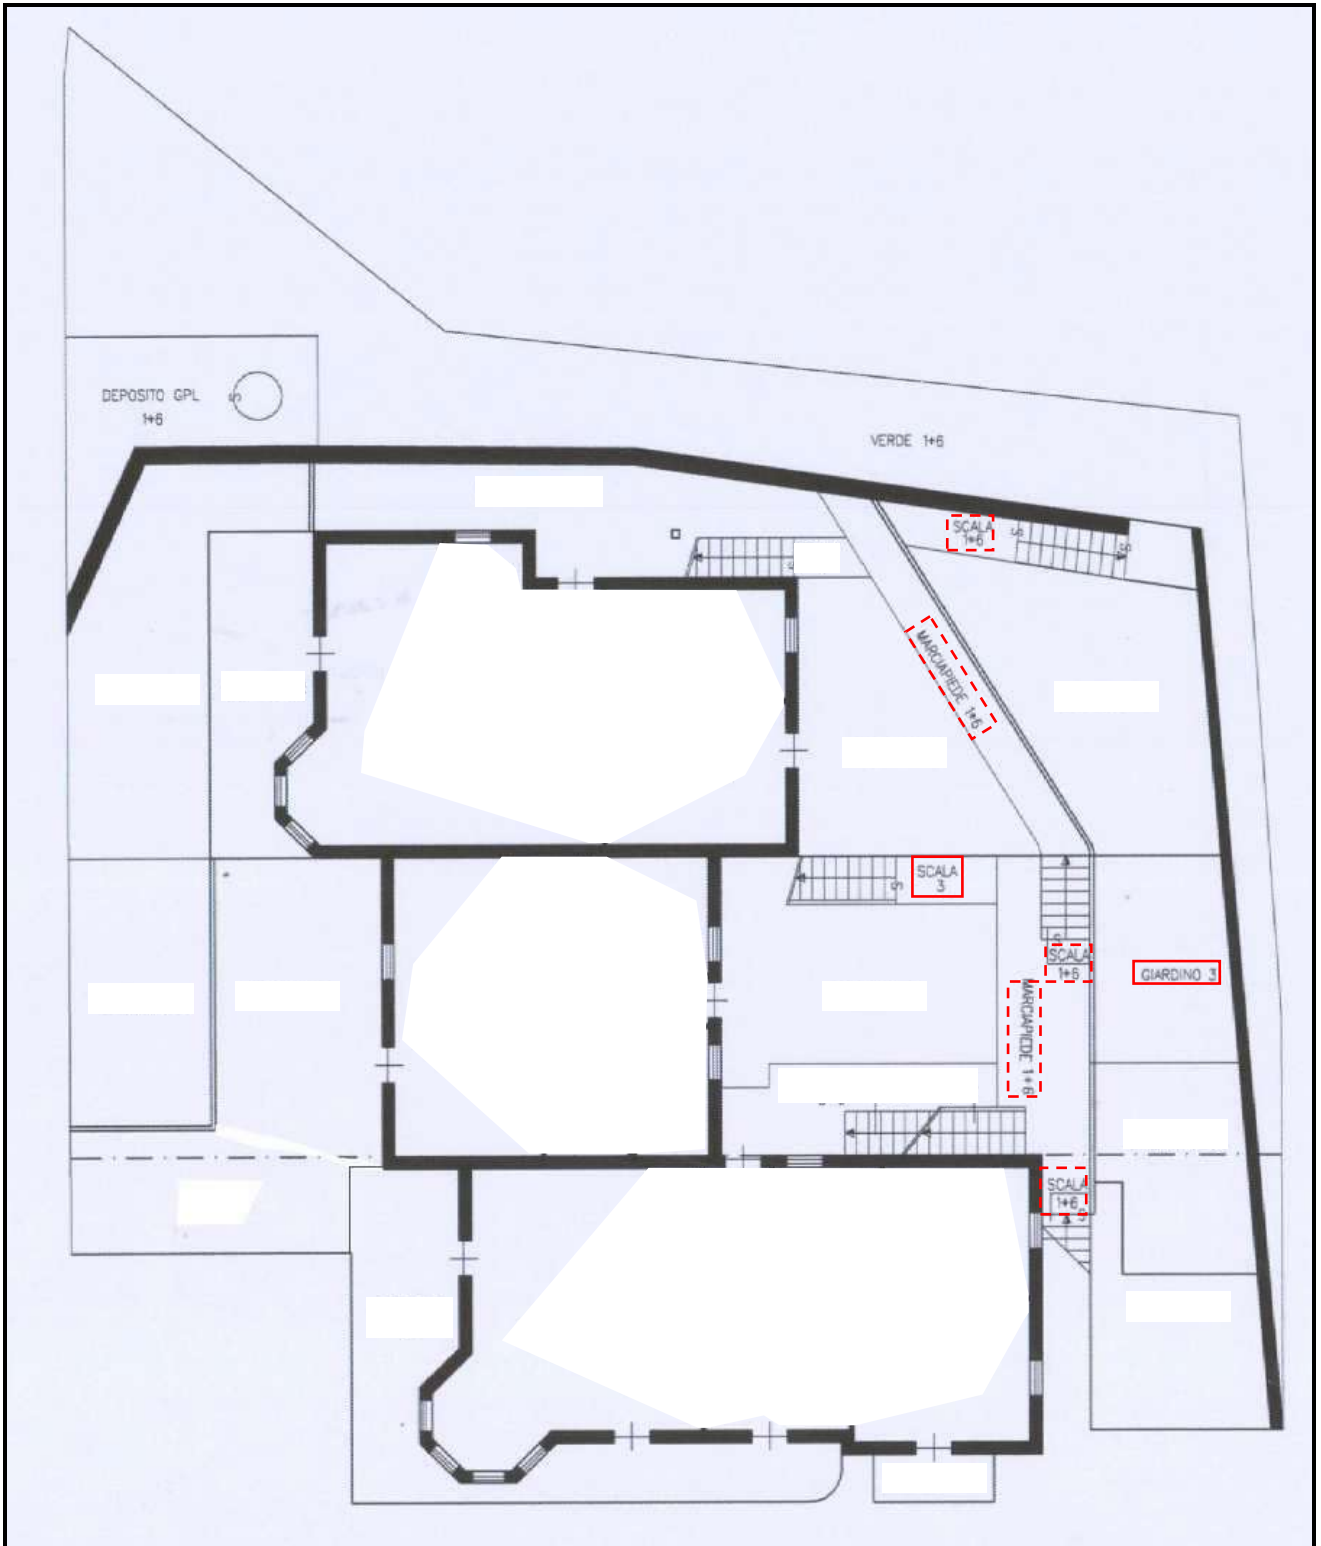 DEPOSITO GPL
1+6
S
VERDE 1+6
SCALA
1+6
S
S
S
MARCIAPIEDE 1+6
SCALA
3
S
S
SCALA
1+6
GIARDINO 3
MARCIAPIEDE 1+6
SCALA
1+6
S